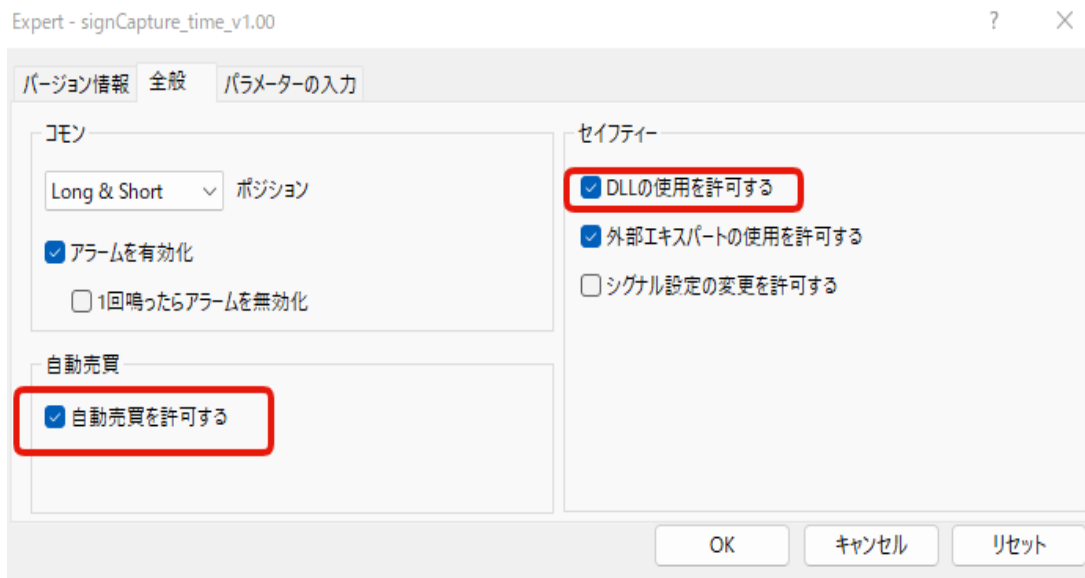 Expert - signCapture_time_v1.00
?
バージョン情報 全般 パラメーターの入力
コモン
Long & Short ポジション
アラームを有効化
1回鳴ったらアラームを無効化
自動売買
自動売買を許可する
セイフティー
DLLの使用を許可する
外部エキスパートの使用を許可する
シグナル設定の変更を許可する
OK キャンセル リセット